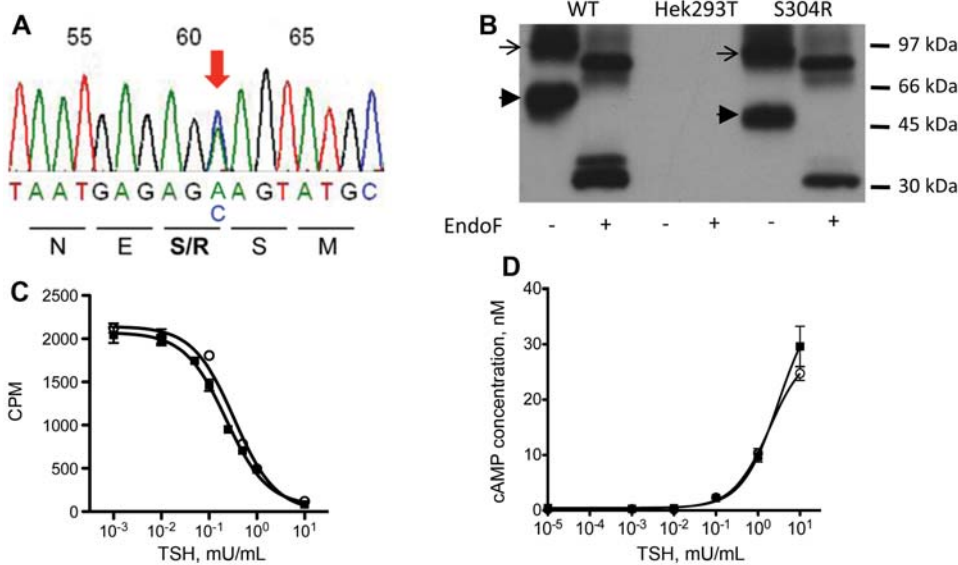 A
55 60 65
TAATGAGAGAAGTATGC
C
N E S/R S M
B
WT Hek293T S304R
97 kDa
66 kDa
45 kDa
30 kDa
EndoF - + - + - +
C
2500
2000
1500
1000
500
0
CPM
10-3 10-2 10-1 100 101
TSH, mU/mL
D
40
30
20
10
0
cAMP concentration, nM
10-5 10-4 10-3 10-2 10-1 100 101
TSH, mU/mL